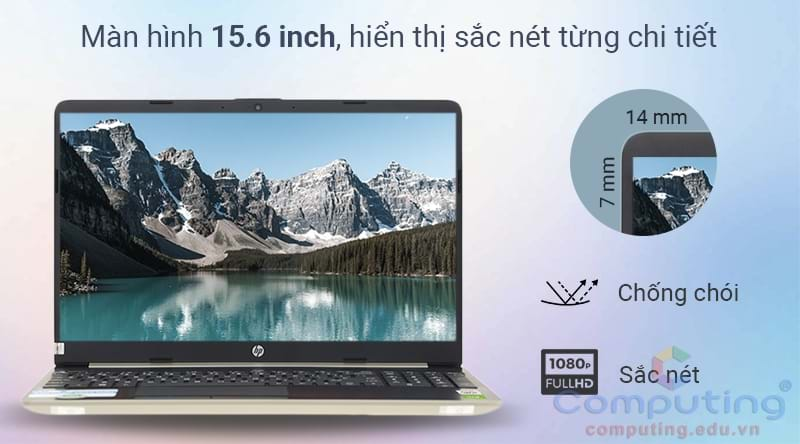 Màn hình 15.6 inch, hiển thị sắc nét từng chi tiết
14 mm
7 mm
Chống chói
1080p
FULL HD
Sắc nét
hp
Computing®
computing.edu.vn